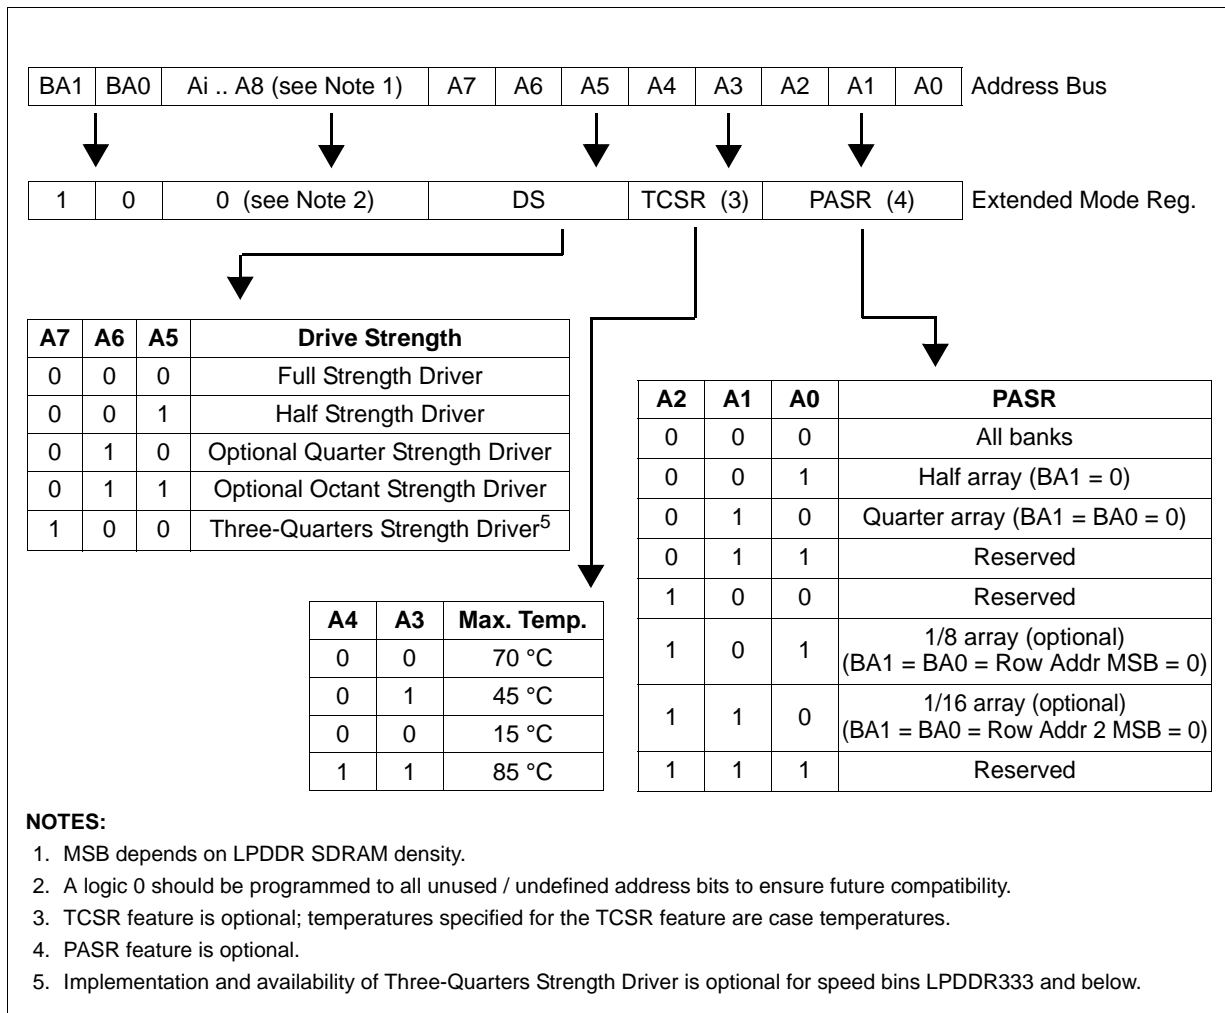 BA1 BA0 Ai .. A8 (see Note 1) A7 A6 A5 A4 A3 A2 A1 A0 Address Bus
1 0 0 (see Note 2) DS TCSR (3) PASR (4) Extended Mode Reg.
A7 A6 A5 Drive Strength
0 0 0 Full Strength Driver
0 0 1 Half Strength Driver
0 1 0 Optional Quarter Strength Driver
0 1 1 Optional Octant Strength Driver
1 0 0 Three-Quarters Strength Driver5
A4 A3 Max. Temp.
0 0 70 °C
0 1 45 °C
0 0 15 °C
1 1 85 °C
A2 A1 A0 PASR
0 0 0 All banks
0 0 1 Half array (BA1 = 0)
0 1 0 Quarter array (BA1 = BA0 = 0)
0 1 1 Reserved
1 0 0 Reserved
1 0 1 1/8 array (optional)
(BA1 = BA0 = Row Addr MSB = 0)
1 1 0 1/16 array (optional)
(BA1 = BA0 = Row Addr 2 MSB = 0)
1 1 1 Reserved
NOTES:
1. MSB depends on LPDDR SDRAM density.
2. A logic 0 should be programmed to all unused / undefined address bits to ensure future compatibility.
3. TCSR feature is optional; temperatures specified for the TCSR feature are case temperatures.
4. PASR feature is optional.
5. Implementation and availability of Three-Quarters Strength Driver is optional for speed bins LPDDR333 and below.